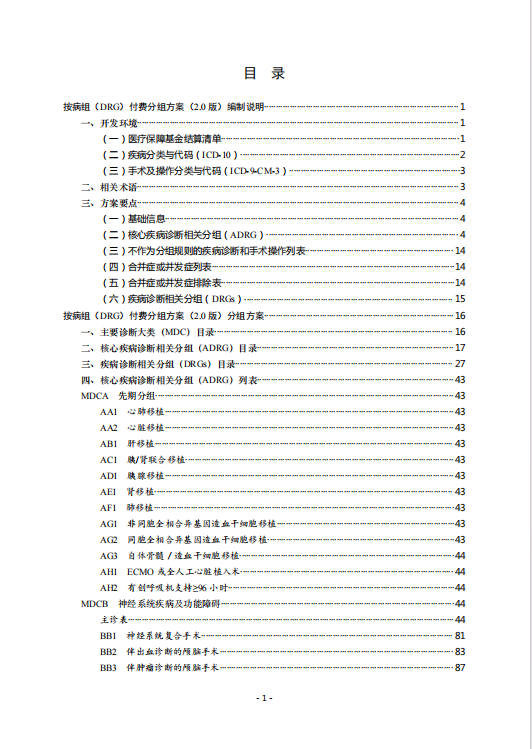 目 录
按病组（DRG）付费分组方案（2.0 版）编制说明 1
一、开发环境 1
（一）医疗保障基金结算清单 1
（二）疾病分类与代码（ICD-10） 2
（三）手术及操作分类与代码（ICD-9-CM-3） 3
二、相关术语 3
三、方案要点 4
（一）基础信息 4
（二）核心疾病诊断相关分组（ADRG） 4
（三）不作为分组规则的疾病诊断和手术操作列表 14
（四）合并症或并发症列表 14
（五）合并症或并发症排除表 14
（六）疾病诊断相关分组（DRGs） 15
按病组（DRG）付费分组方案（2.0 版）分组方案 16
一、主要诊断大类（MDC）目录 16
二、核心疾病诊断相关分组（ADRG）目录 17
三、疾病诊断相关分组（DRGs）目录 27
四、核心疾病诊断相关分组（ADRG）列表 43
MDCA 先期分组 43
AA1 心肺移植 43
AA2 心脏移植 43
AB1 肝移植 43
AC1 胰/肾联合移植 43
AD1 胰腺移植 43
AE1 肾移植 43
AF1 肺移植 43
AG1 非同胞全相合异基因造血干细胞移植 43
AG2 同胞全相合异基因造血干细胞移植 43
AG3 自体骨髓／造血干细胞移植 44
AH1 ECMO 或全人工心脏植入术 44
AH2 有创呼吸机支持≥96 小时 44
MDCB 神经系统疾病及功能障碍 44
主诊表 44
BB1 神经系统复合手术 81
BB2 伴出血诊断的颅脑手术 83
BB3 伴肿瘤诊断的颅脑手术 87
- 1 -